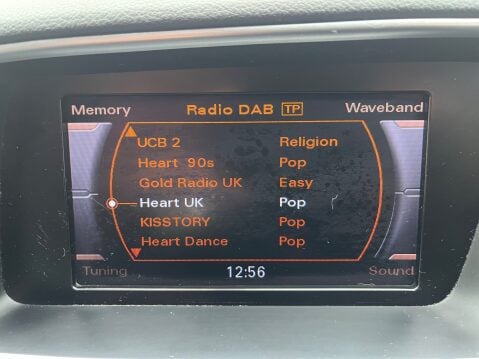 Memory Radio DAB TP Waveband
UCB 2 Religion
Heart 90s Pop
Gold Radio UK Easy
Heart UK Pop
KISSTORY Pop
Heart Dance Pop
Tuning 12:56 Sound